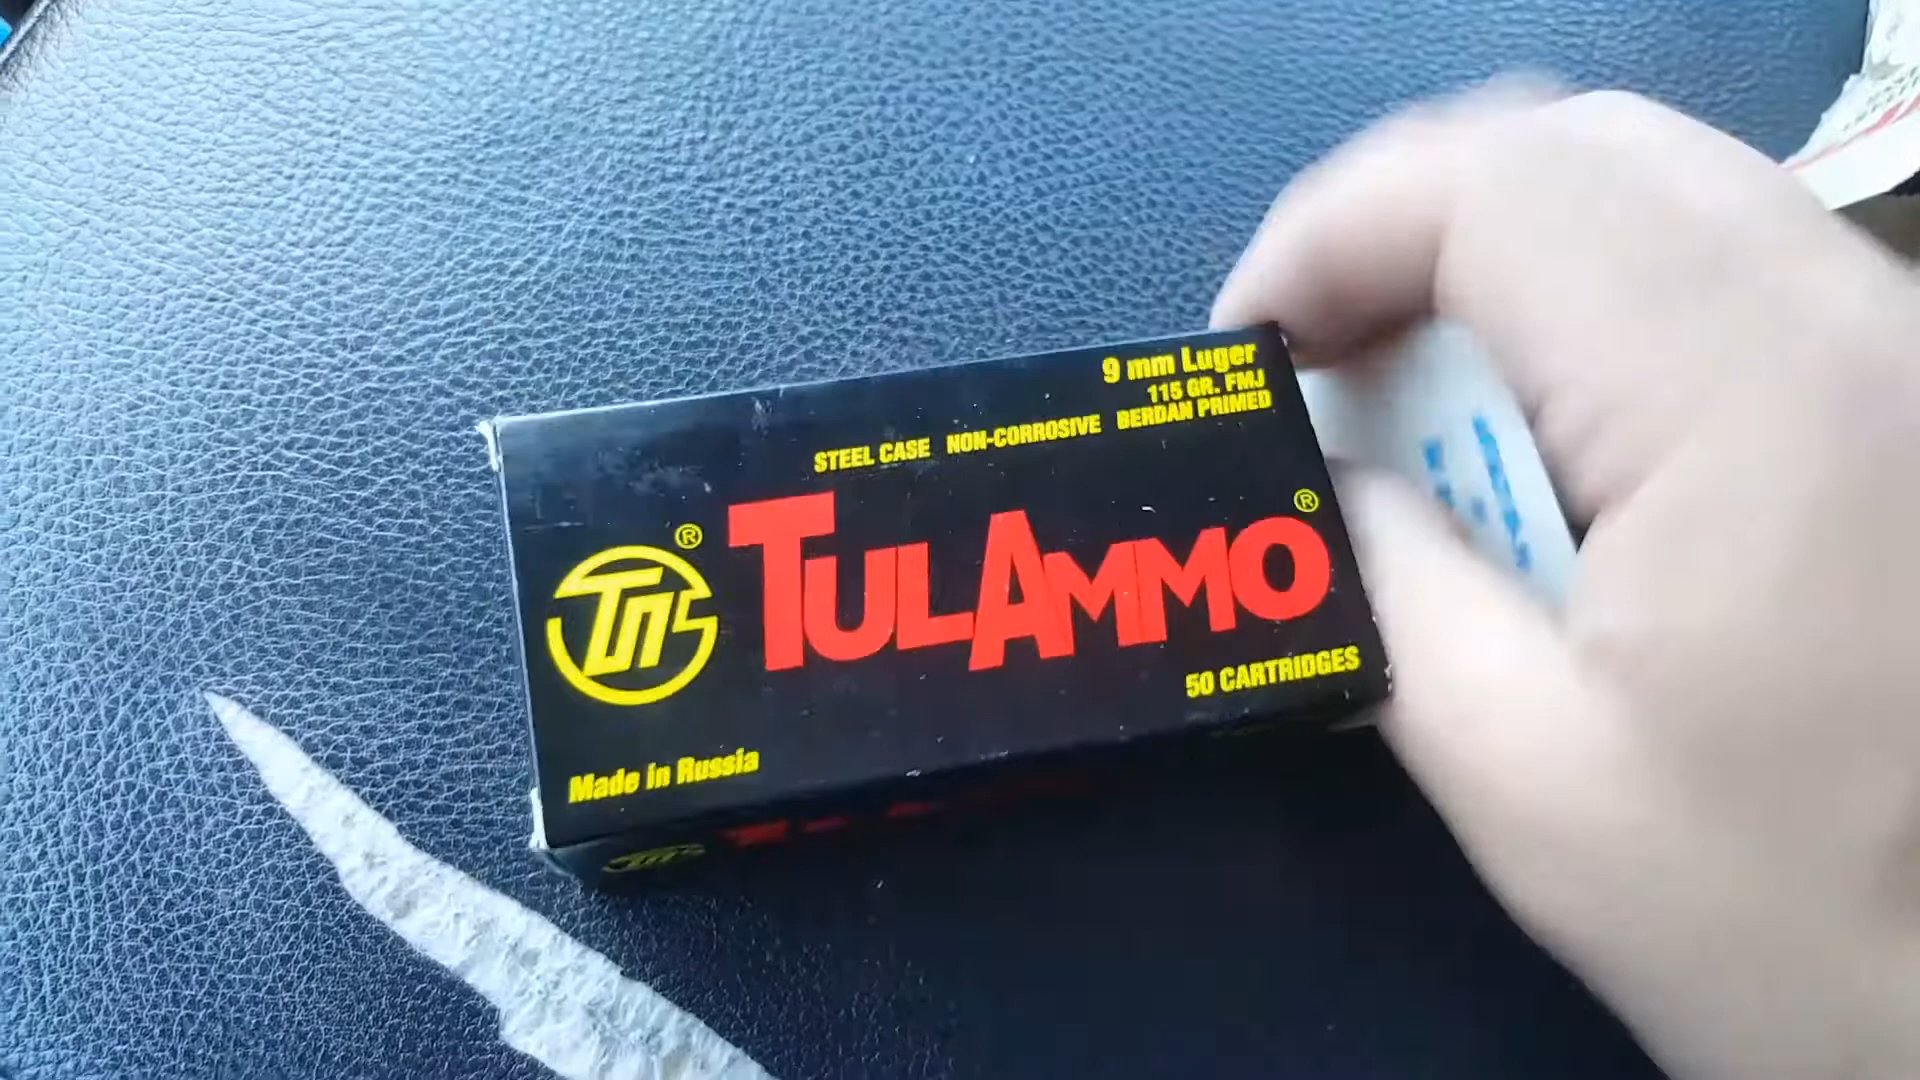 9 mm Luger
115 GR. FMJ
STEEL CASE NON-CORROSIVE BERDAN PRIMED
TULAMMO®
®
50 CARTRIDGES
Made in Russia